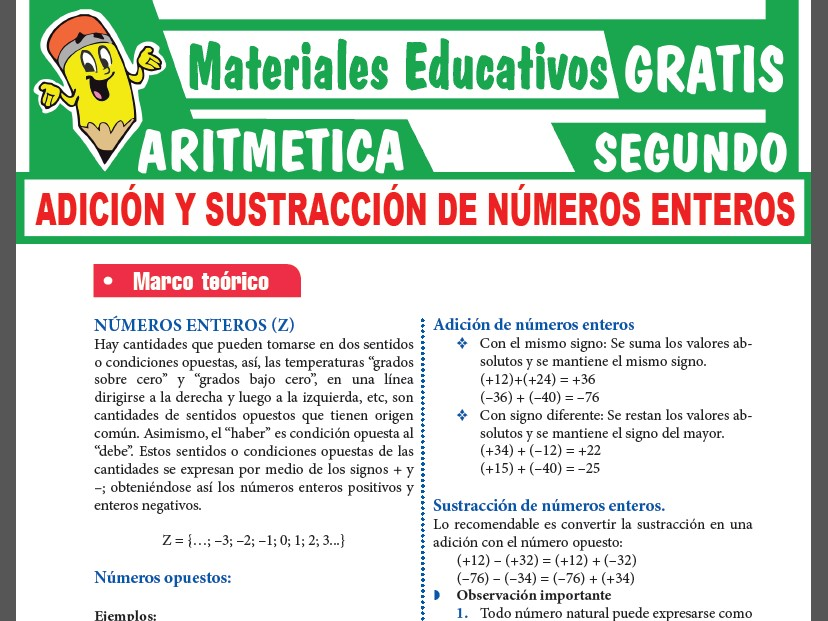 Materiales Educativos GRATIS
ARITMETICA SEGUNDO
ADICIÓN Y SUSTRACCIÓN DE NÚMEROS ENTEROS
• Marco teórico
NÚMEROS ENTEROS (Z)
Hay cantidades que pueden tomarse en dos sentidos
o condiciones opuestas, así, las temperaturas “grados
sobre cero” y “grados bajo cero”, en una línea
dirigirse a la derecha y luego a la izquierda, etc, son
cantidades de sentidos opuestos que tienen origen
común. Asimismo, el “haber” es condición opuesta al
“debe”. Estos sentidos o condiciones opuestas de las
cantidades se expresan por medio de los signos + y
–; obteniéndose así los números enteros positivos y
enteros negativos.
Z = {…; –3; –2; –1; 0; 1; 2; 3...}
Números opuestos:
Ejemplos:
Adición de números enteros
❖ Con el mismo signo: Se suma los valores ab-
solutos y se mantiene el mismo signo.
(+12)+(+24) = +36
(–36) + (–40) = –76
❖ Con signo diferente: Se restan los valores ab-
solutos y se mantiene el signo del mayor.
(+34) + (–12) = +22
(+15) + (–40) = –25
Sustracción de números enteros.
Lo recomendable es convertir la sustracción en una
adición con el número opuesto:
(+12) – (+32) = (+12) + (–32)
(–76) – (–34) = (–76) + (+34)
◗ Observación importante
1. Todo número natural puede expresarse como